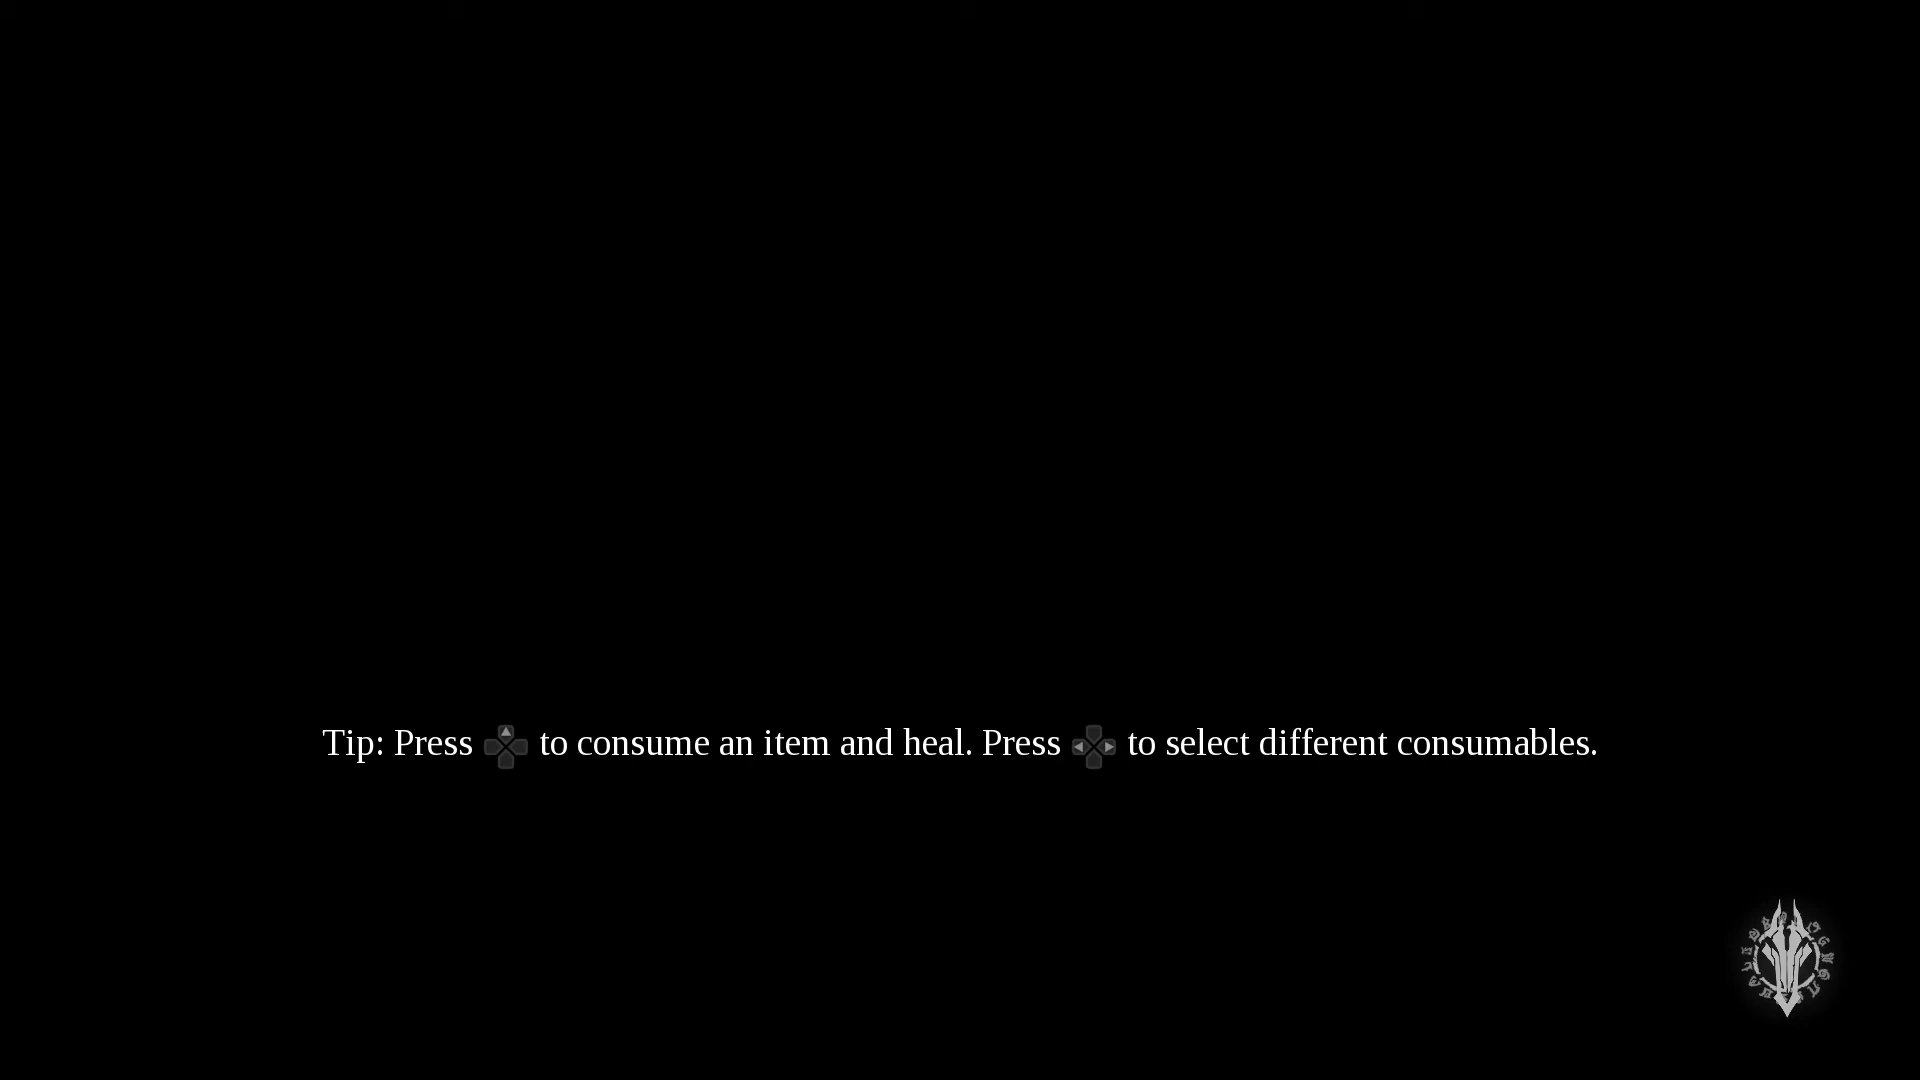 Tip: Press to consume an item and heal. Press to select different consumables.